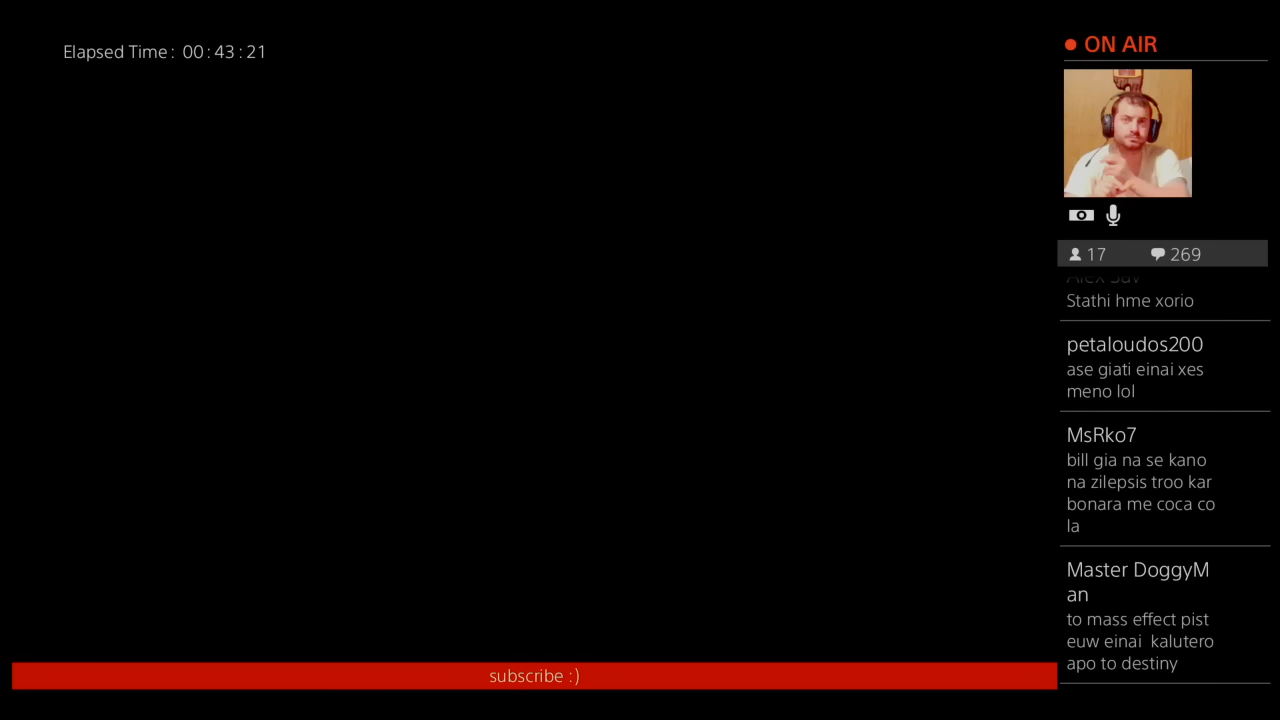 Elapsed Time: 00:43:21
ON AIR
17 269
Alex Sav
Stathi hme xorio
petaloudos200
ase giati einai xes
meno lol
MsRko7
bill gia na se kano
na zilepsis troo kar
bonara me coca co
la
Master DoggyM
an
to mass effect pist
euw einai kalutero
apo to destiny
subscribe :)